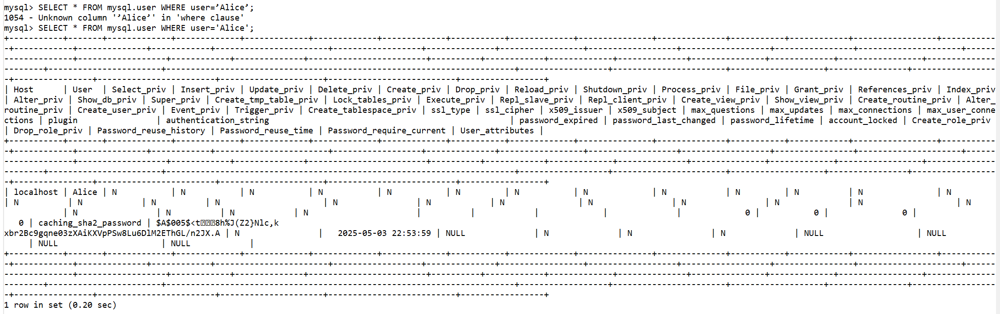 mysql> SELECT * FROM mysql.user WHERE user=’Alice’;
1054 - Unknown column '’Alice’' in 'where clause'
mysql> SELECT * FROM mysql.user WHERE user='Alice';
+-----------+-------+-------------+-------------+-------------+-------------+-------------+-----------+-------------+---------------+--------------+-----------+------------+-----------------+-----------
-+------------+--------------+------------+-----------------------+------------------+--------------+-----------------+------------------+------------------+----------------+---------------------+------
--------------+------------------+------------+--------------+------------------------+----------+------------+-------------+--------------+---------------+-------------+-----------------+--------------
--------+-----------------------+-----------------------------------------------------------------------+------------------+-----------------------+-------------------+----------------+-----------------
-+----------------+------------------------+---------------------+--------------------------+-----------------+
| Host      | User  | Select_priv | Insert_priv | Update_priv | Delete_priv | Create_priv | Drop_priv | Reload_priv | Shutdown_priv | Process_priv | File_priv | Grant_priv | References_priv | Index_priv
| Alter_priv | Show_db_priv | Super_priv | Create_tmp_table_priv | Lock_tables_priv | Execute_priv | Repl_slave_priv | Repl_client_priv | Create_view_priv | Show_view_priv | Create_routine_priv | Alter_
routine_priv | Create_user_priv | Event_priv | Trigger_priv | Create_tablespace_priv | ssl_type | ssl_cipher | x509_issuer | x509_subject | max_questions | max_updates | max_connections | max_user_conne
ctions | plugin                | authentication_string                                                 | password_expired | password_last_changed | password_lifetime | account_locked | Create_role_priv
| Drop_role_priv | Password_reuse_history | Password_reuse_time | Password_require_current | User_attributes |
+-----------+-------+-------------+-------------+-------------+-------------+-------------+-----------+-------------+---------------+--------------+-----------+------------+-----------------+-----------
-+------------+--------------+------------+-----------------------+------------------+--------------+-----------------+------------------+------------------+----------------+---------------------+------
--------------+------------------+------------+--------------+------------------------+----------+------------+-------------+--------------+---------------+-------------+-----------------+--------------
--------+-----------------------+-----------------------------------------------------------------------+------------------+-----------------------+-------------------+----------------+-----------------
-+----------------+------------------------+---------------------+--------------------------+-----------------+
| localhost | Alice | N           | N           | N           | N           | N           | N         | N           | N             | N            | N         | N          | N               | N
| N          | N            | N          | N                     | N                | N            | N               | N                | N                | N              | N                   | N
            | N                | N          | N            | N                      |          |            |             |              |             0 |           0 |               0 |
   0 | caching_sha2_password | $A$005$<t8h%J(Z2}Nlc,k
xbr2Bc9gqne03zXAiKXVpPSw8Lu6DlM2EThGL/n2JX.A | N                |   2025-05-03 22:53:59 | NULL              | N              | N                | N              | NULL                   | NULL
     | NULL                     | NULL            |
+-----------+-------+-------------+-------------+-------------+-------------+-------------+-----------+-------------+---------------+--------------+-----------+------------+-----------------+-----------
-+------------+--------------+------------+-----------------------+------------------+--------------+-----------------+------------------+------------------+----------------+---------------------+------
--------------+------------------+------------+--------------+------------------------+----------+------------+-------------+--------------+---------------+-------------+-----------------+--------------
--------+-----------------------+-----------------------------------------------------------------------+------------------+-----------------------+-------------------+----------------+-----------------
-+----------------+------------------------+---------------------+--------------------------+-----------------+
1 row in set (0.20 sec)